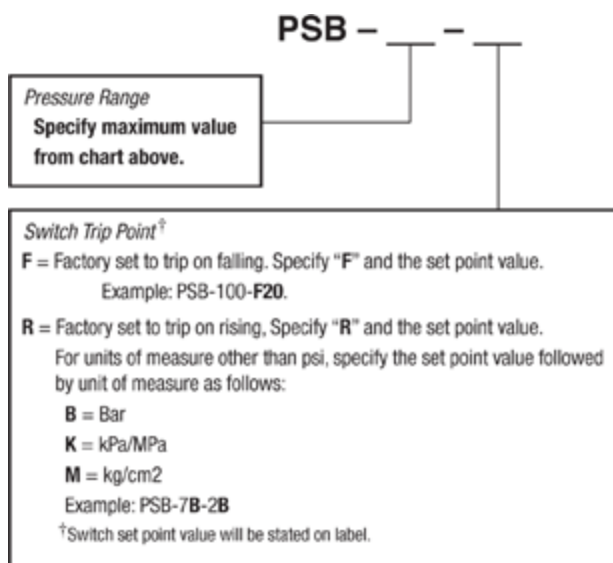 PSB – ___ – ___
Pressure Range
Specify maximum value
from chart above.
Switch Trip Point†
F = Factory set to trip on falling. Specify “F” and the set point value.
Example: PSB-100-F20.
R = Factory set to trip on rising, Specify “R” and the set point value.
For units of measure other than psi, specify the set point value followed
by unit of measure as follows:
B = Bar
K = kPa/MPa
M = kg/cm2
Example: PSB-7B-2B
†Switch set point value will be stated on label.